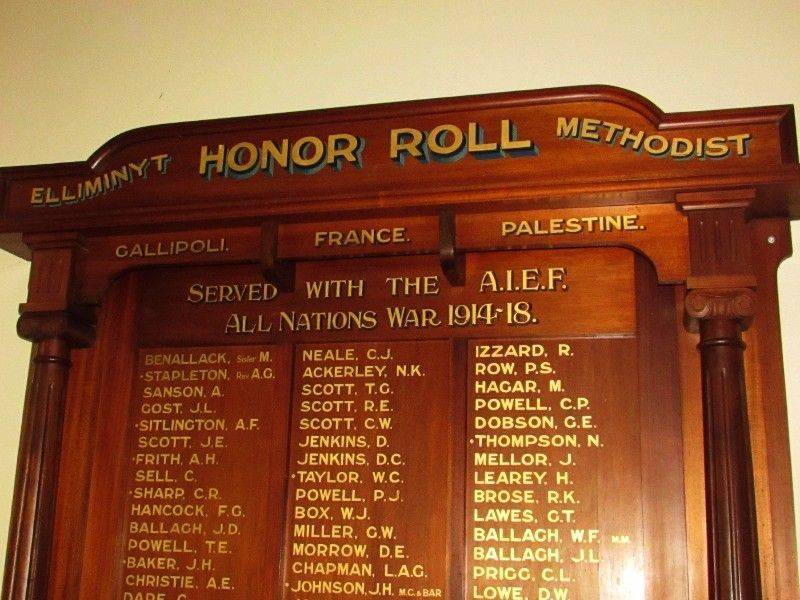 ELLIMINYT HONOR ROLL METHODIST
GALLIPOLI. FRANCE. PALESTINE.
SERVED WITH THE A.I.E.F.
ALL NATIONS WAR 1914-18.
BENALLACK, Sister M.
·STAPLETON, Rev A.G.
SANSON, A.
GOST, J.L.
·SITLINGTON, A.F.
SCOTT, J.E.
·FRITH, A.H.
SELL, C.
·SHARP, C.R.
HANCOCK, F.G.
BALLAGH, J.D.
POWELL, T.E.
·BAKER, J.H.
CHRISTIE, A.E.
DARE, C.
NEALE, C.J.
ACKERLEY, N.K.
SCOTT, T.G.
SCOTT, R.E.
SCOTT, C.W.
JENKINS, D.
JENKINS, D.C.
·TAYLOR, W.C.
POWELL, P.J.
BOX, W.J.
MILLER, G.W.
MORROW, D.E.
CHAPMAN, L.A.G.
·JOHNSON, J.H. M.C. & BAR
IZZARD, R.
ROW, P.S.
HAGAR, M.
POWELL, C.P.
DOBSON, G.E.
·THOMPSON, N.
MELLOR, J.
LEAREY, H.
BROSE, R.K.
LAWES, G.T.
BALLAGH, W.F. M.M.
BALLAGH, J.L
PRIGG, C.L.
LOWE, D.W